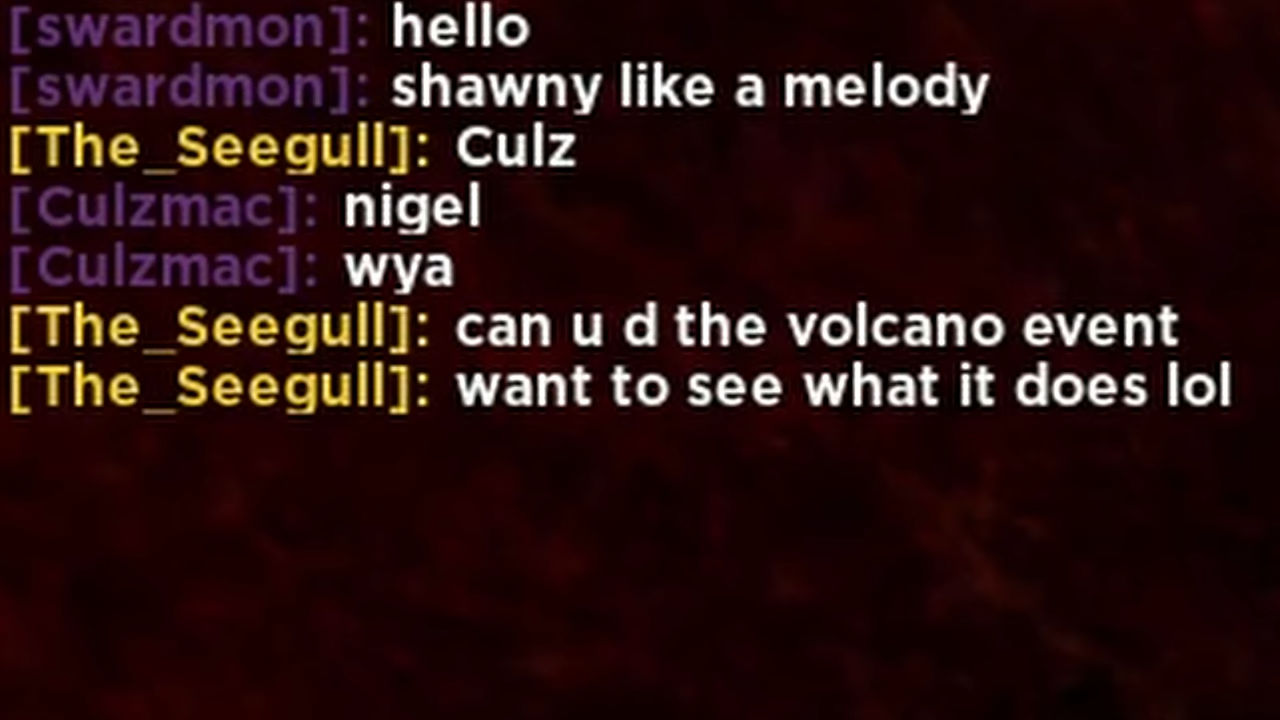 [swardmon]: hello
[swardmon]: shawny like a melody
[The_Seegull]: Culz
[Culzmac]: nigel
[Culzmac]: wya
[The_Seegull]: can u d the volcano event
[The_Seegull]: want to see what it does lol